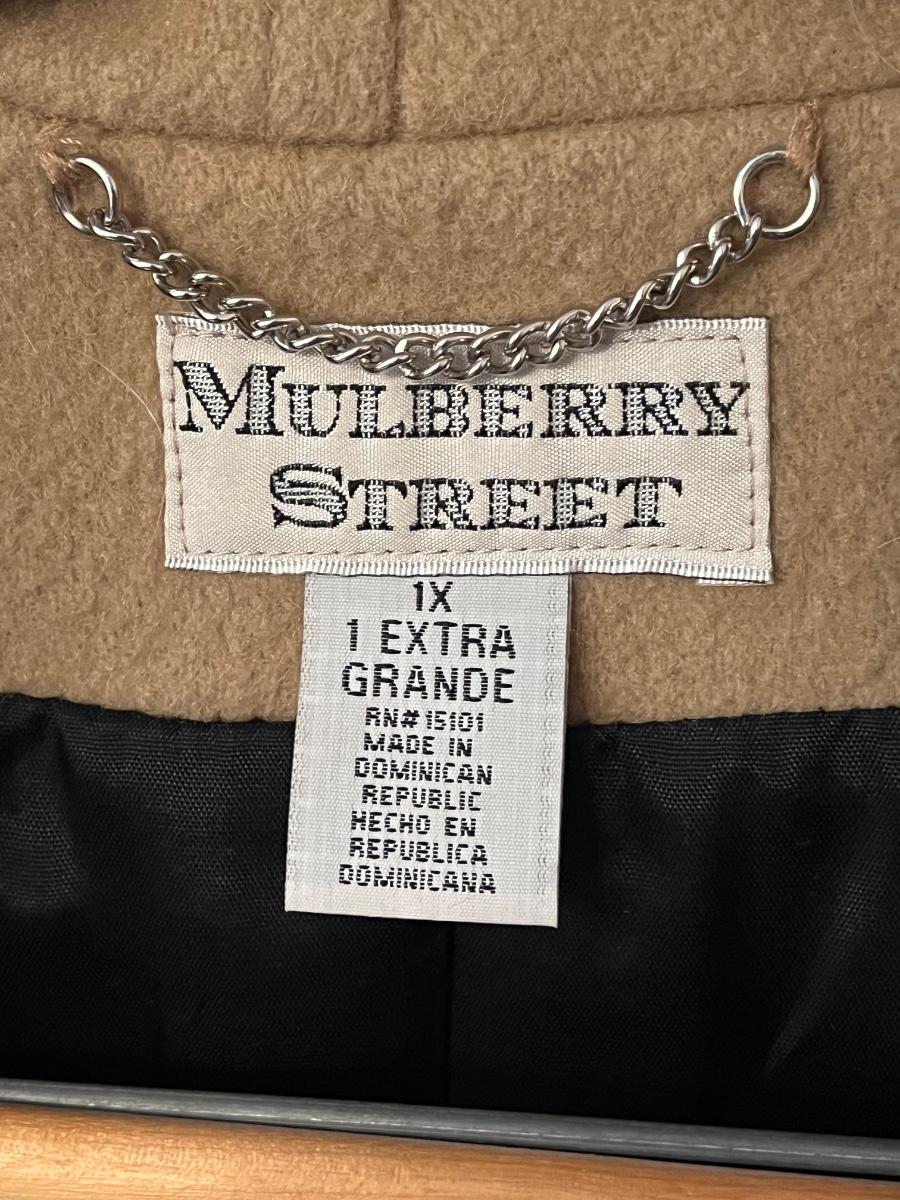 MULBERRY
STREET
1X
1 EXTRA
GRANDE
RN# 15101
MADE IN
DOMINICAN
REPUBLIC
HECHO EN
REPUBLICA
DOMINICANA